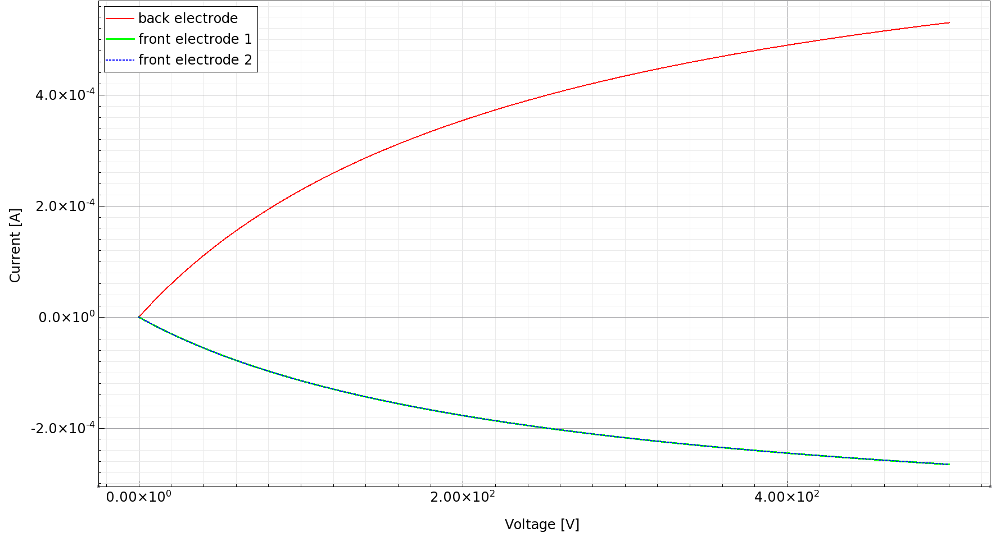 back electrode
front electrode 1
front electrode 2
4.0×10⁻⁴
2.0×10⁻⁴
0.0×10⁰
-2.0×10⁻⁴
Current [A]
0.00×10⁰ 2.00×10² 4.00×10²
Voltage [V]